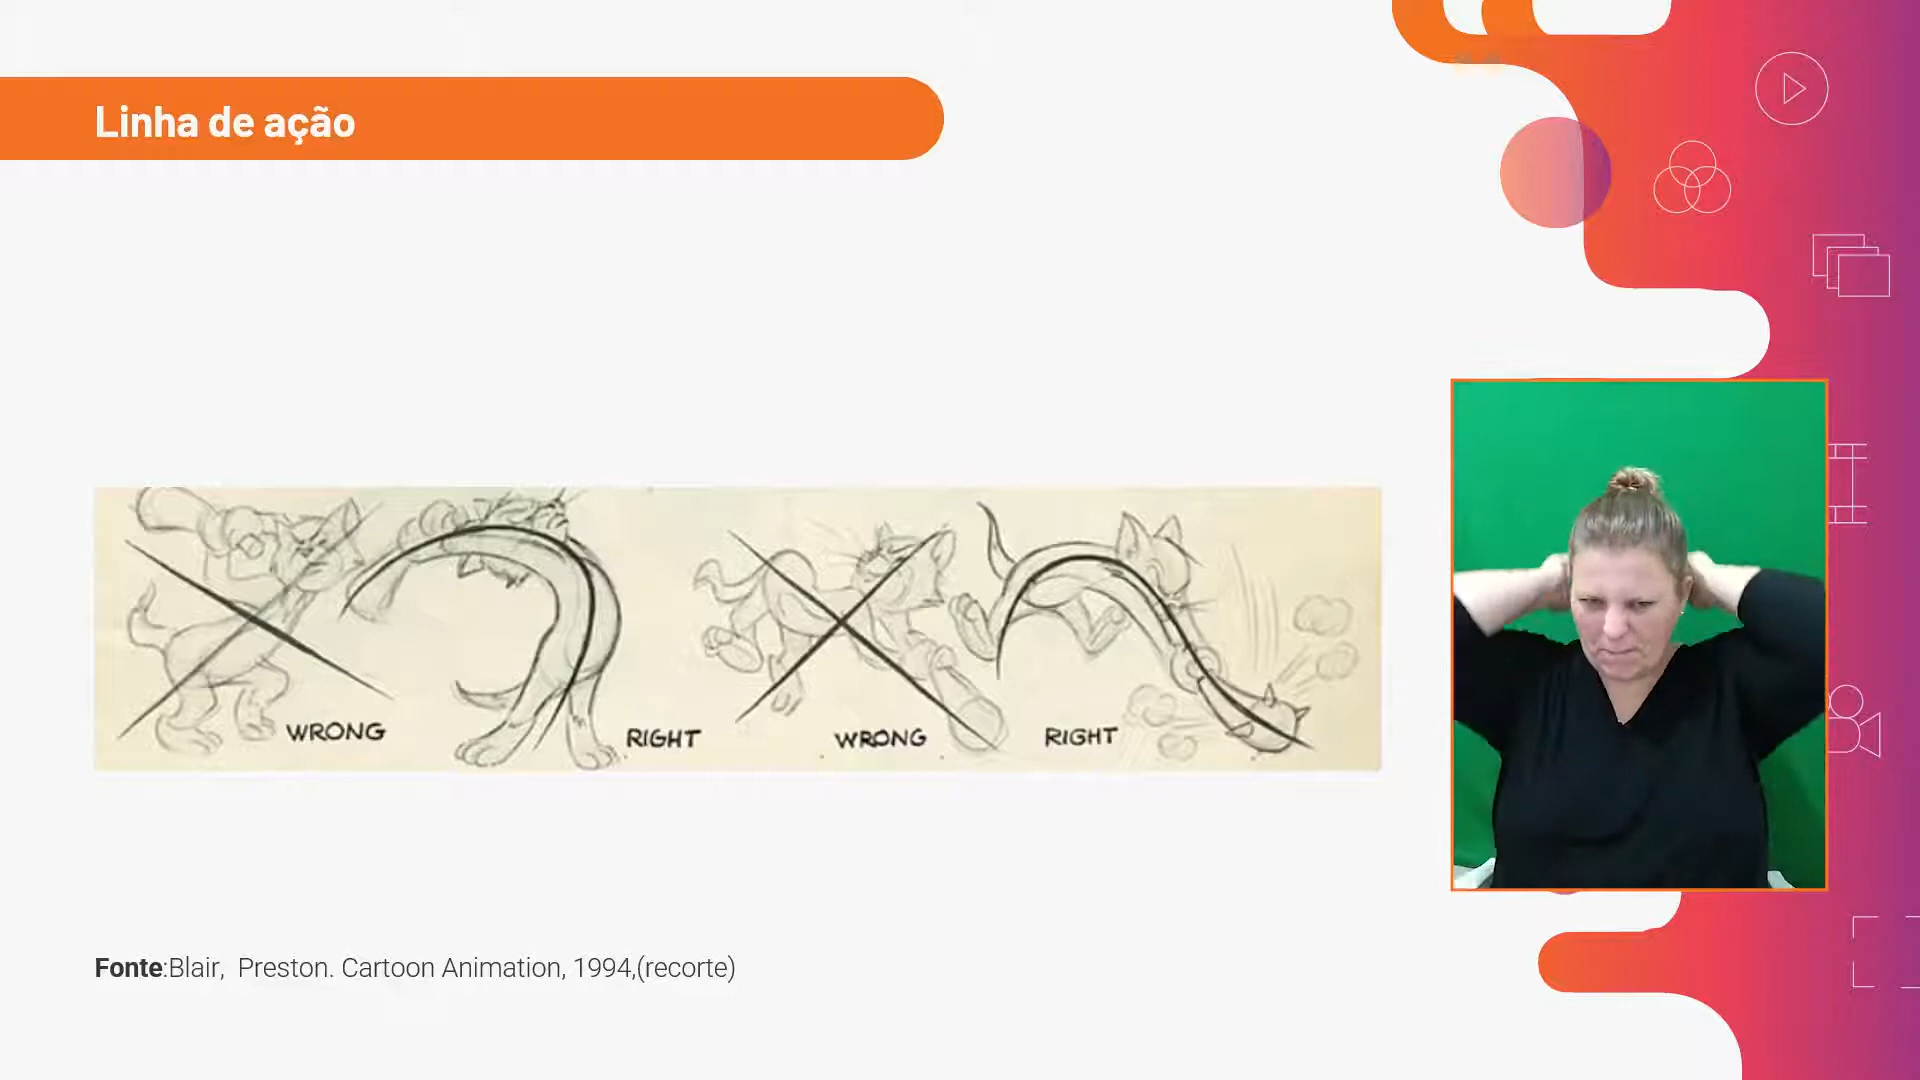 Linha de ação
WRONG
RIGHT
WRONG
RIGHT
Fonte:Blair,  Preston. Cartoon Animation, 1994,(recorte)